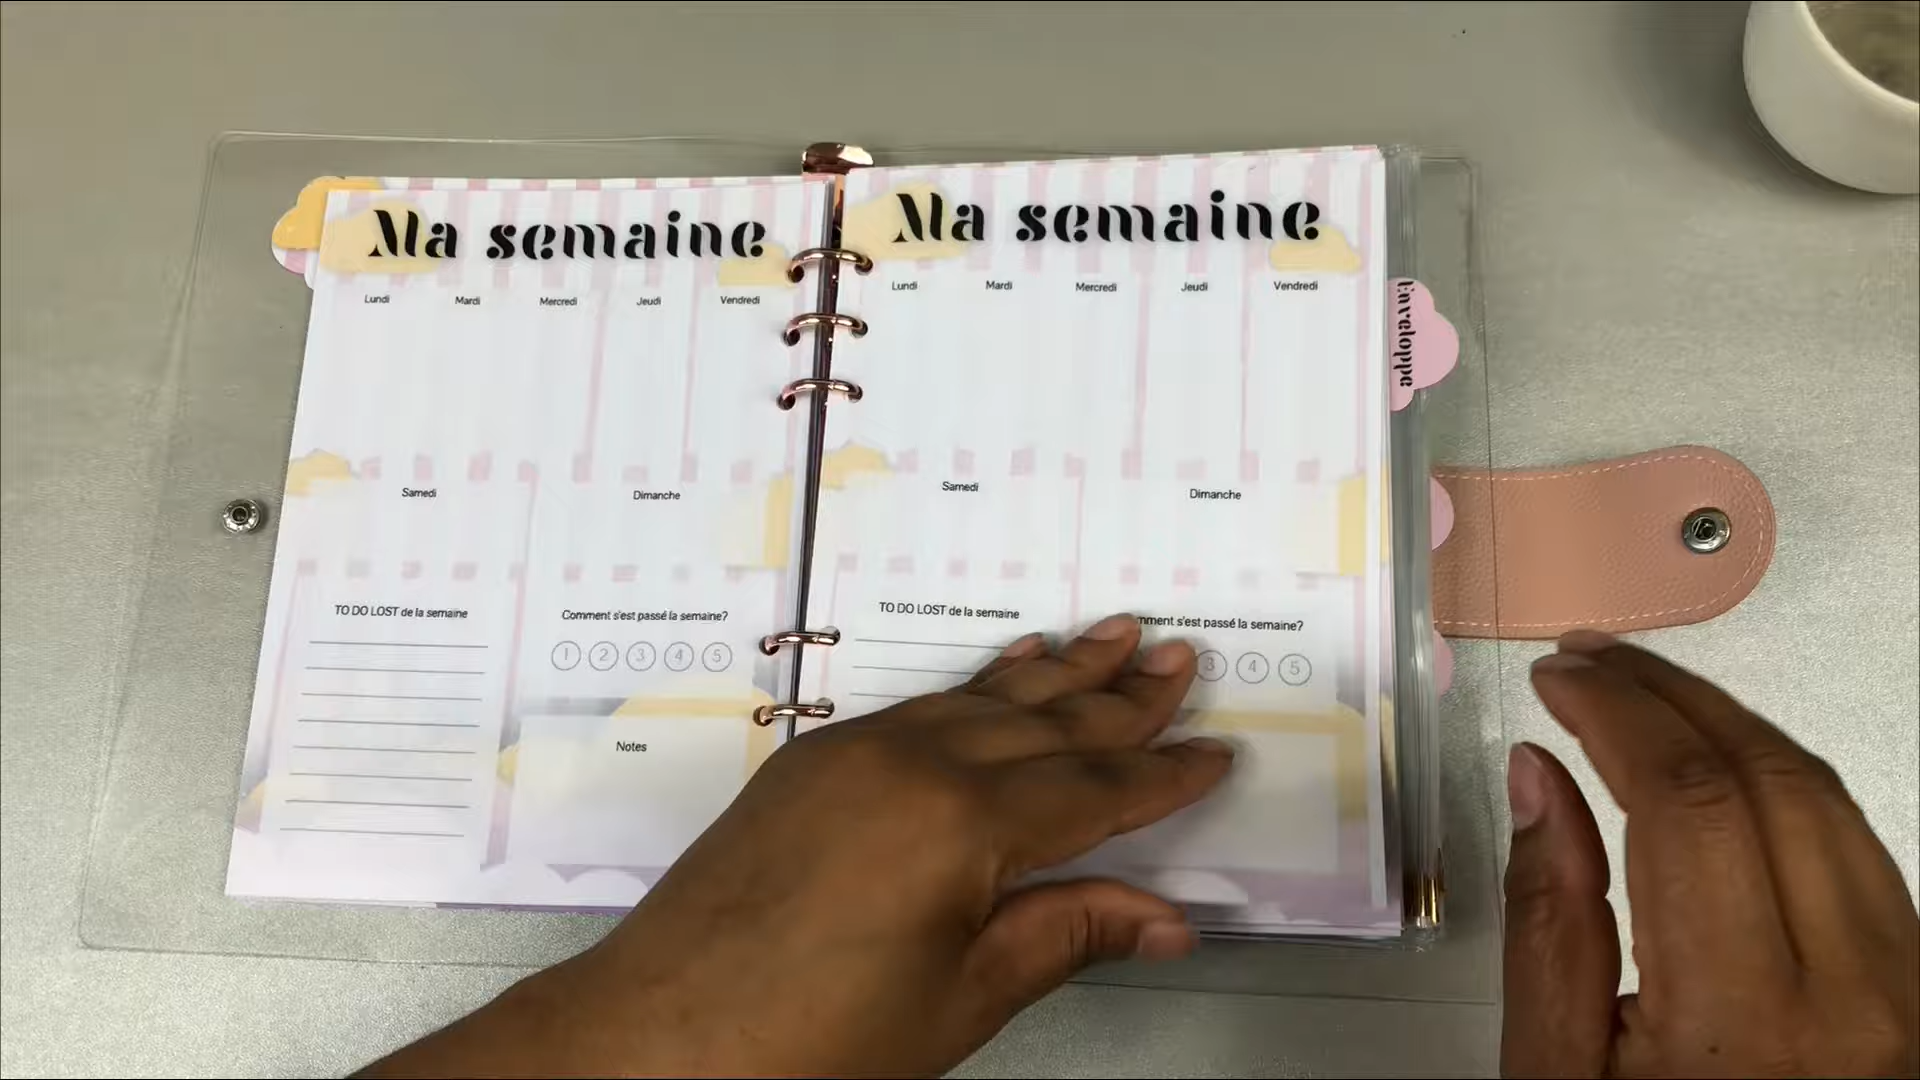 Ma semaine
Lundi Mardi Mercredi Jeudi Vendredi
Samedi Dimanche
TO DO LOST de la semaine
Comment s'est passé la semaine?
1 2 3 4 5
Notes
Ma semaine
Lundi Mardi Mercredi Jeudi Vendredi
Samedi Dimanche
TO DO LOST de la semaine
mment s'est passé la semaine?
3 4 5
Enveloppe